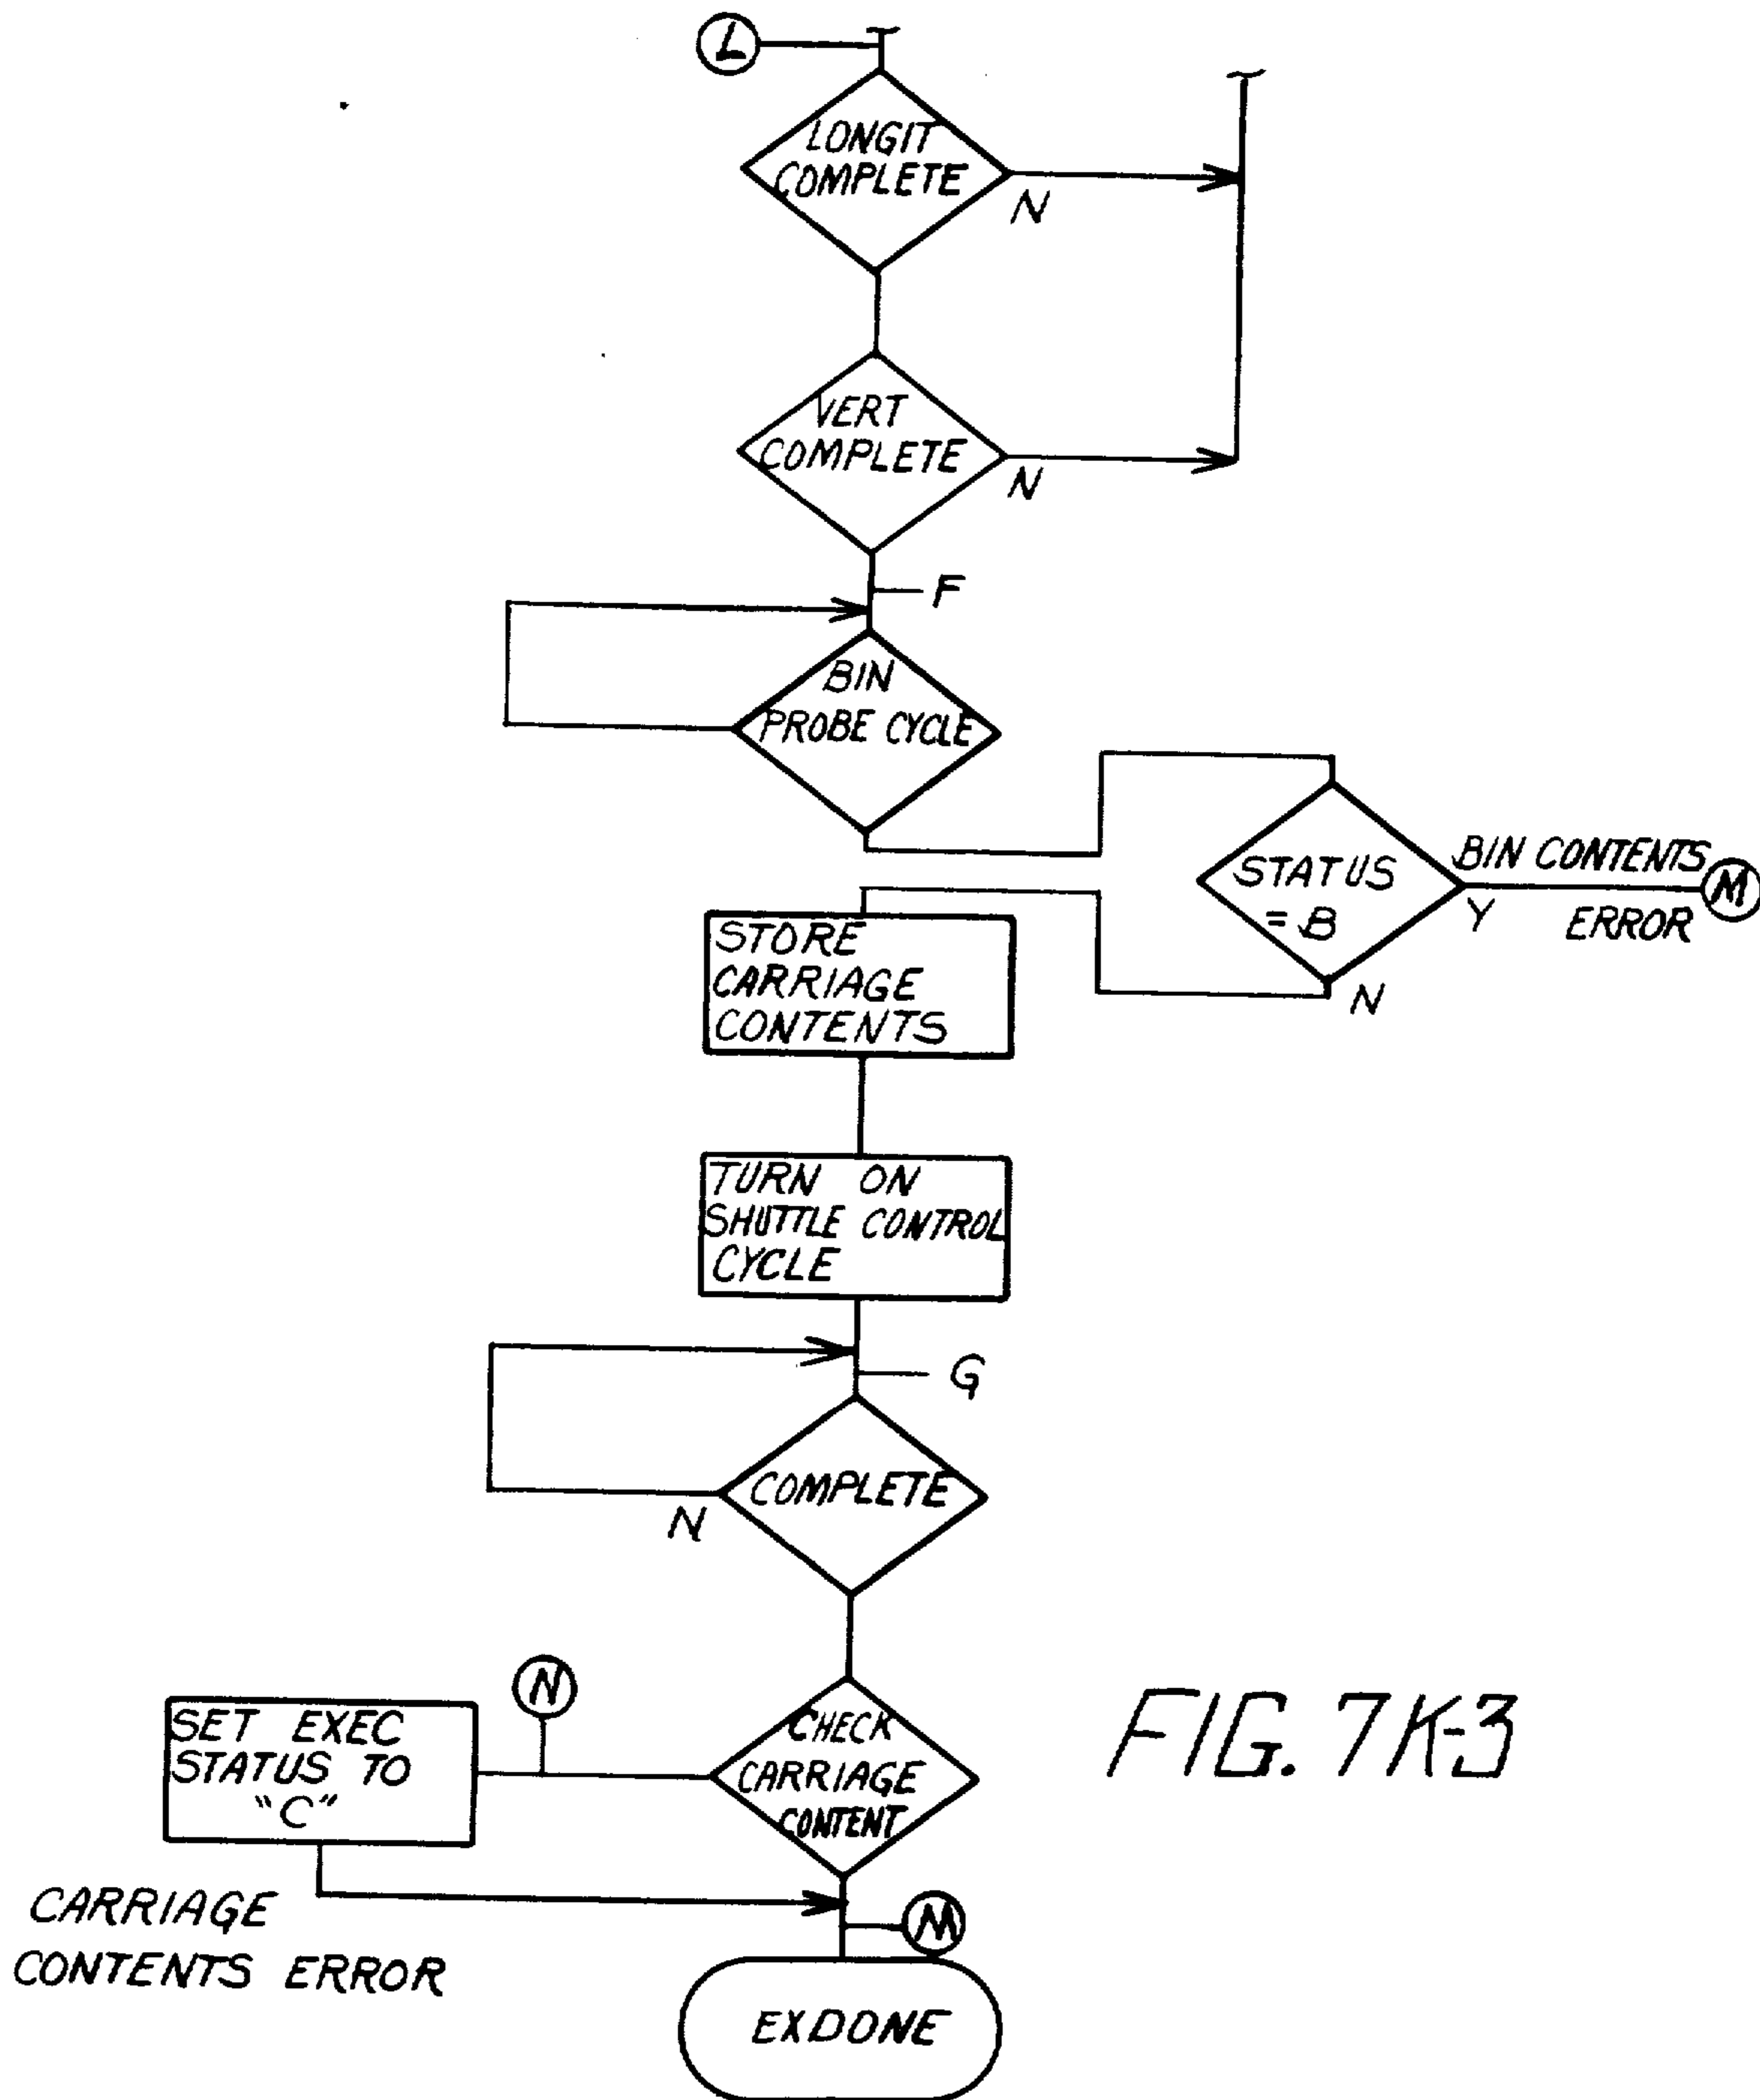 L
LONGIT
COMPLETE
N
VERT
COMPLETE
N
F
BIN
PROBE CYCLE
STATUS
= B
BIN CONTENTS
ERROR
Y
M
N
STORE
CARRIAGE
CONTENTS
TURN ON
SHUTTLE CONTROL
CYCLE
G
COMPLETE
N
N
CHECK
CARRIAGE
CONTENT
SET EXEC
STATUS TO
"C"
CARRIAGE
CONTENTS ERROR
M
EXDONE
FIG. 7K-3